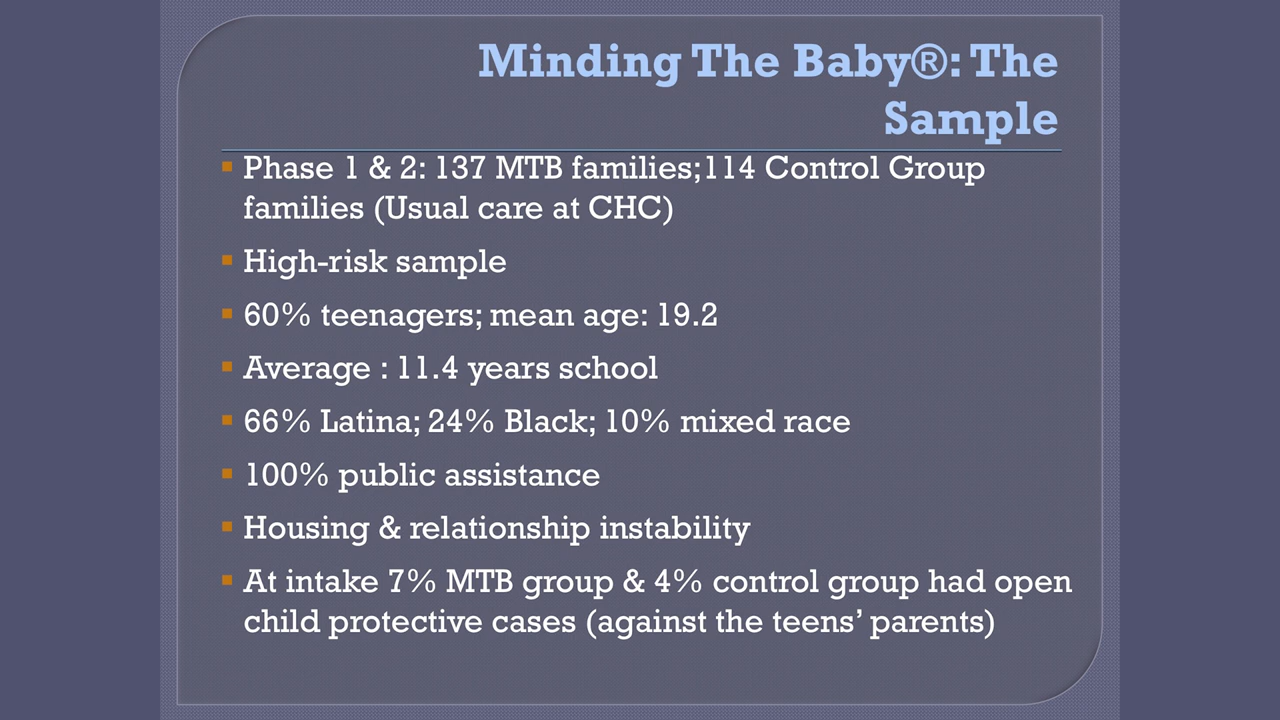 Minding The Baby®: The
Sample
Phase 1 & 2: 137 MTB families;114 Control Group
families (Usual care at CHC)
High-risk sample
60% teenagers; mean age: 19.2
Average : 11.4 years school
66% Latina; 24% Black; 10% mixed race
100% public assistance
Housing & relationship instability
At intake 7% MTB group & 4% control group had open
child protective cases (against the teens’ parents)